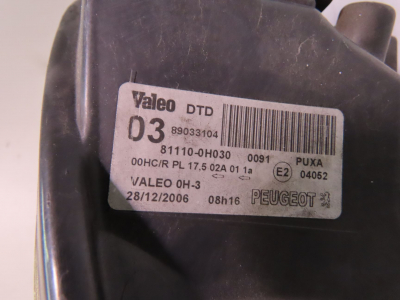 Valeo DTD
03 89033104
81110-0H030 0091 PUXA
00HC/R PL 17,5 02A 01 1a E2 04052
VALEO 0H-3
28/12/2006 08h16 PEUGEOT